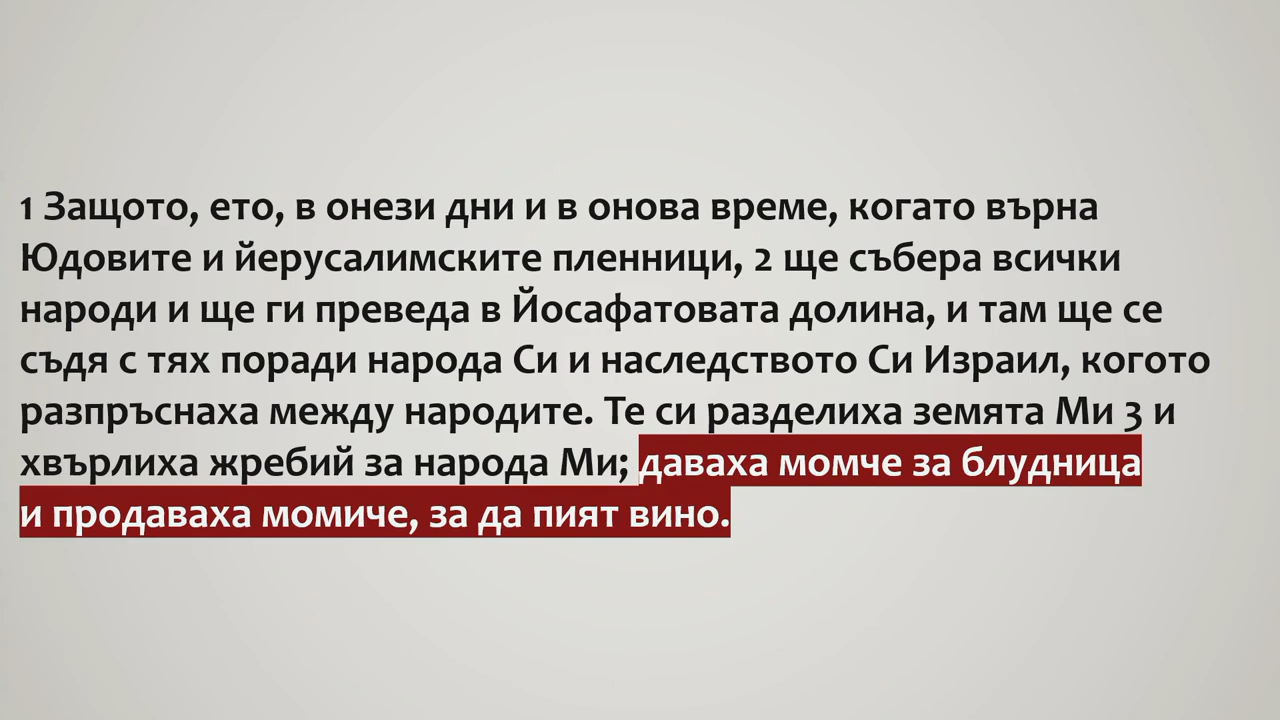 1 Защото, ето, в онези дни и в онова време, когато върна
Юдовите и йерусалимските пленници, 2 ще събера всички
народи и ще ги преведа в Йосафатовата долина, и там ще се
съдя с тях поради народа Си и наследството Си Израил, когото
разпръснаха между народите. Те си разделиха земята Ми 3 и
хвърлиха жребий за народа Ми; даваха момче за блудница
и продаваха момиче, за да пият вино.